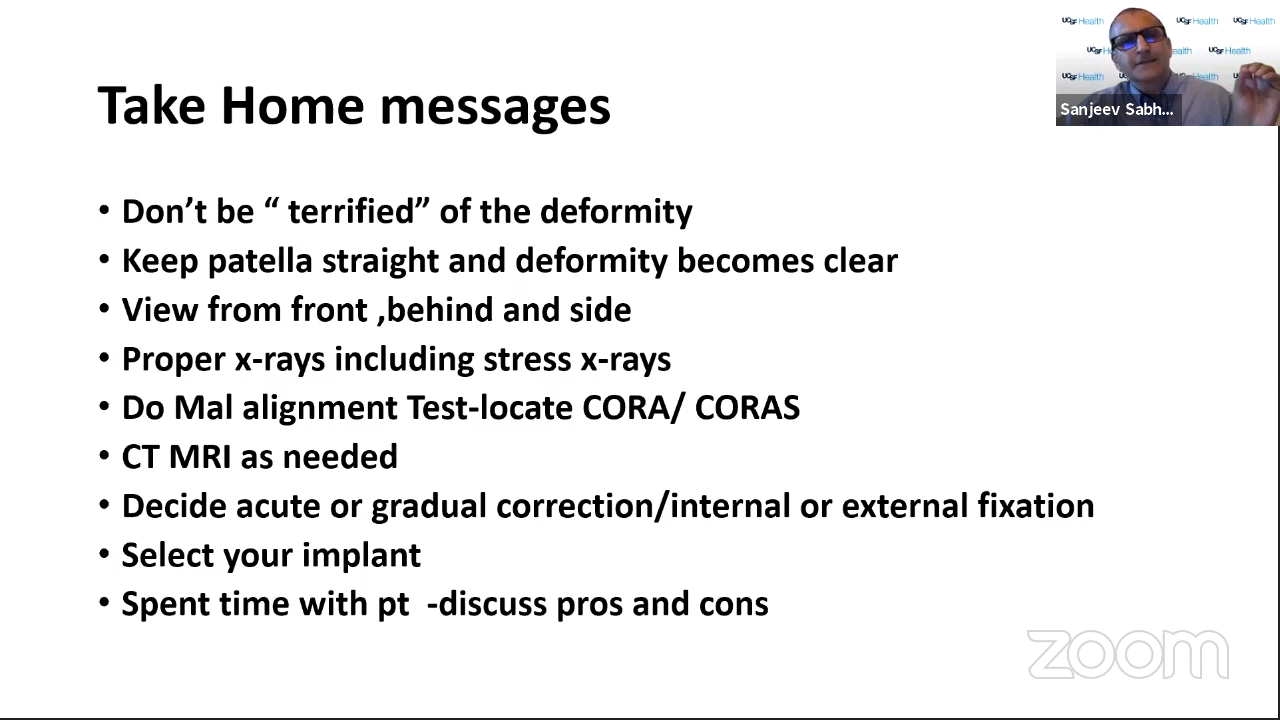 Take Home messages
• Don’t be “ terrified” of the deformity
• Keep patella straight and deformity becomes clear
• View from front ,behind and side
• Proper x-rays including stress x-rays
• Do Mal alignment Test-locate CORA/ CORAS
• CT MRI as needed
• Decide acute or gradual correction/internal or external fixation
• Select your implant
• Spent time with pt  -discuss pros and cons
UCSF Health UCSF Health UCSF Health
UCSF Health UCSF Health
UCSF Health
Sanjeev Sabh...
zoom